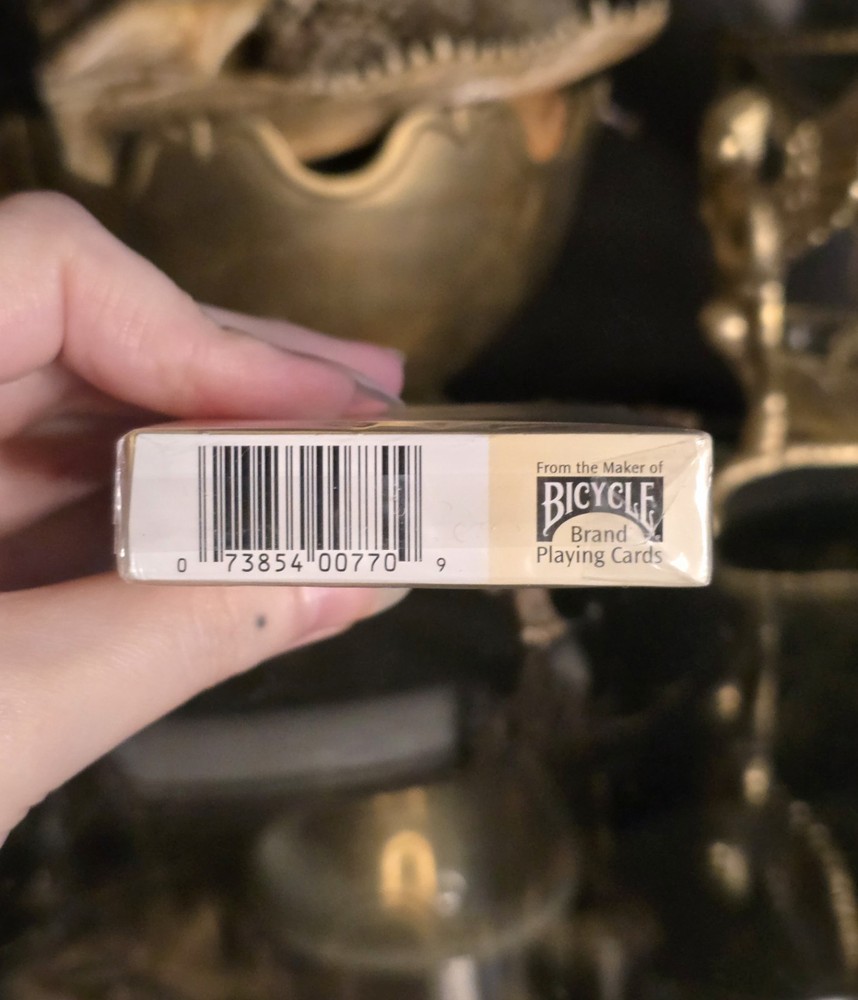 0 73854 00770 9
From the Maker of
BICYCLE
Brand
Playing Cards